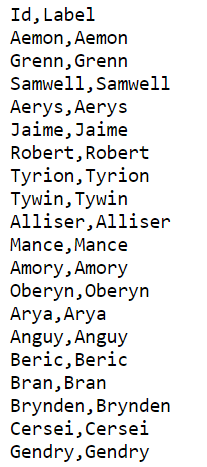 Id,Label
Aemon,Aemon
Grenn,Grenn
Samwell,Samwell
Aerys,Aerys
Jaime,Jaime
Robert,Robert
Tyrion,Tyrion
Tywin,Tywin
Alliser,Alliser
Mance,Mance
Amory,Amory
Oberyn,Oberyn
Arya,Arya
Anguy,Anguy
Beric,Beric
Bran,Bran
Brynden,Brynden
Cersei,Cersei
Gendry,Gendry